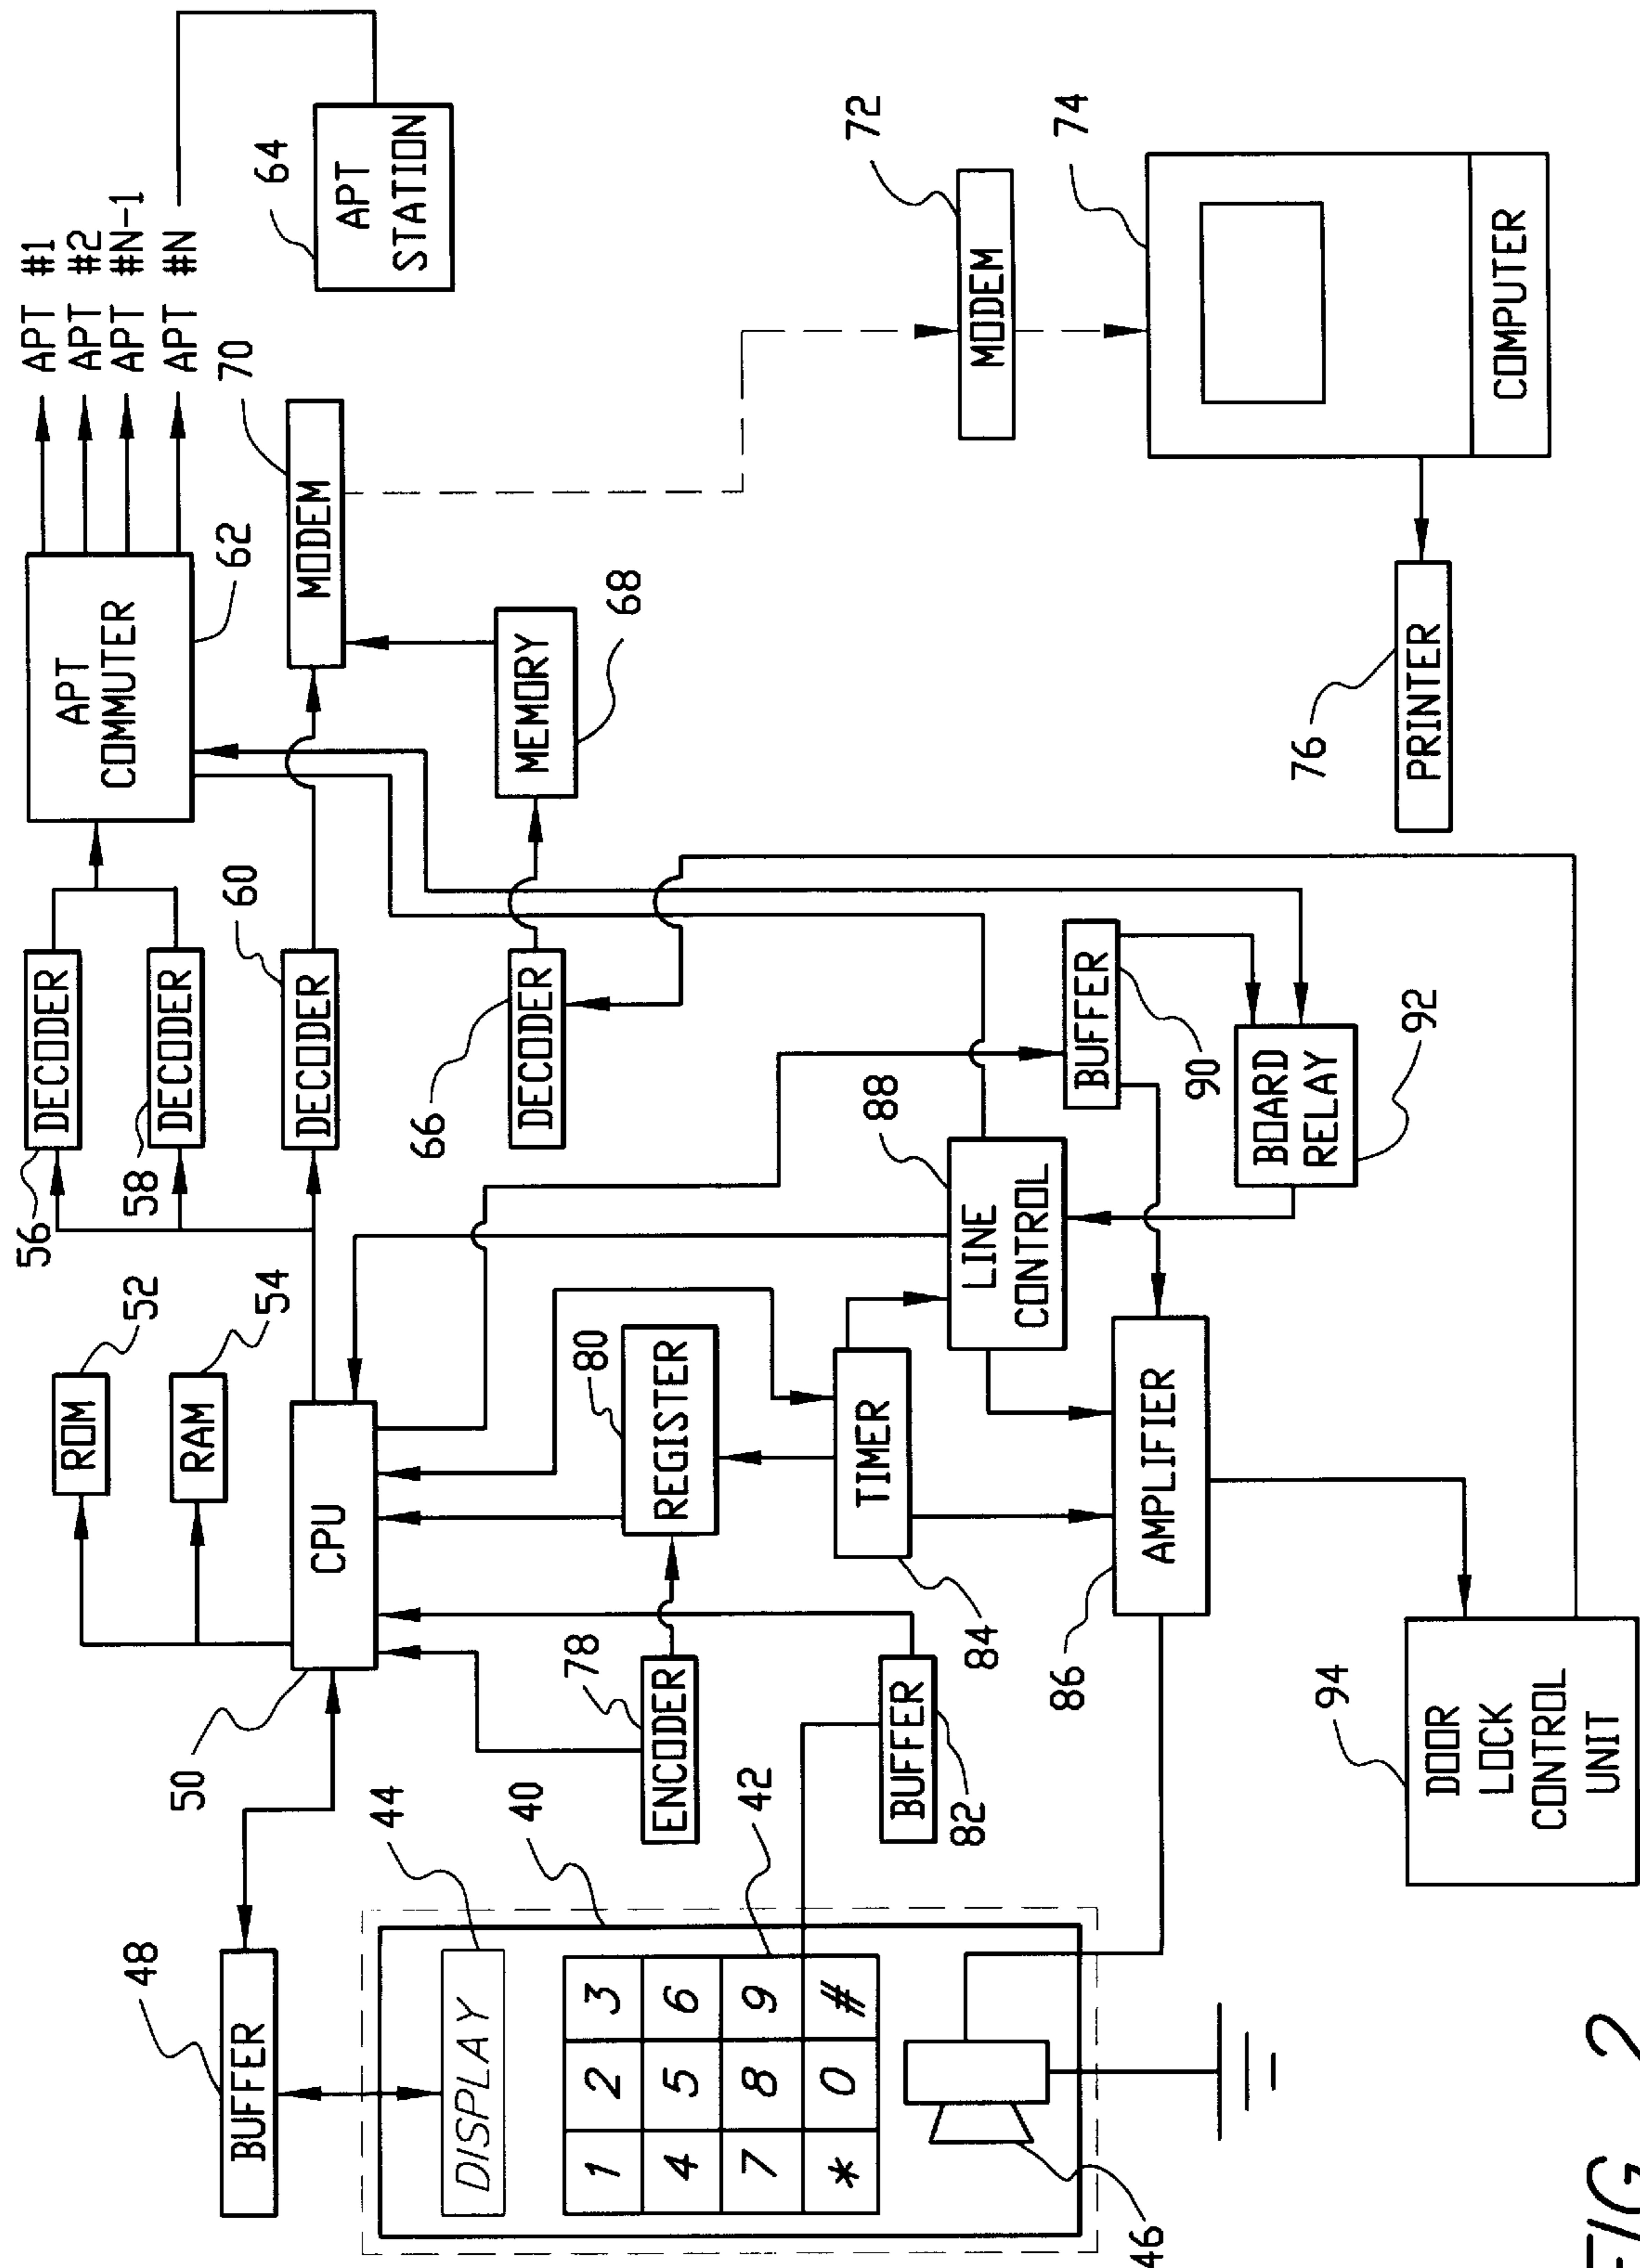 APT #1
APT #2
APT #N-1
APT #N
64
APT
STATION
72
MODEM
74
COMPUTER
76
PRINTER
70
MODEM
62
APT
COMMUTER
68
MEMORY
60
56
DECODER
58
DECODER
DECODER
66
DECODER
BUFFER
90
BOARD
RELAY
92
88
LINE
CONTROL
52
ROM
54
RAM
CPU
50
80
REGISTER
TIMER
84
AMPLIFIER
86
78
ENCODER
BUFFER
82
94
DOOR
LOCK
CONTROL
UNIT
48
BUFFER
44
40
42
DISPLAY
1 2 3
4 5 6
7 8 9
* 0 #
46
FIG. 2